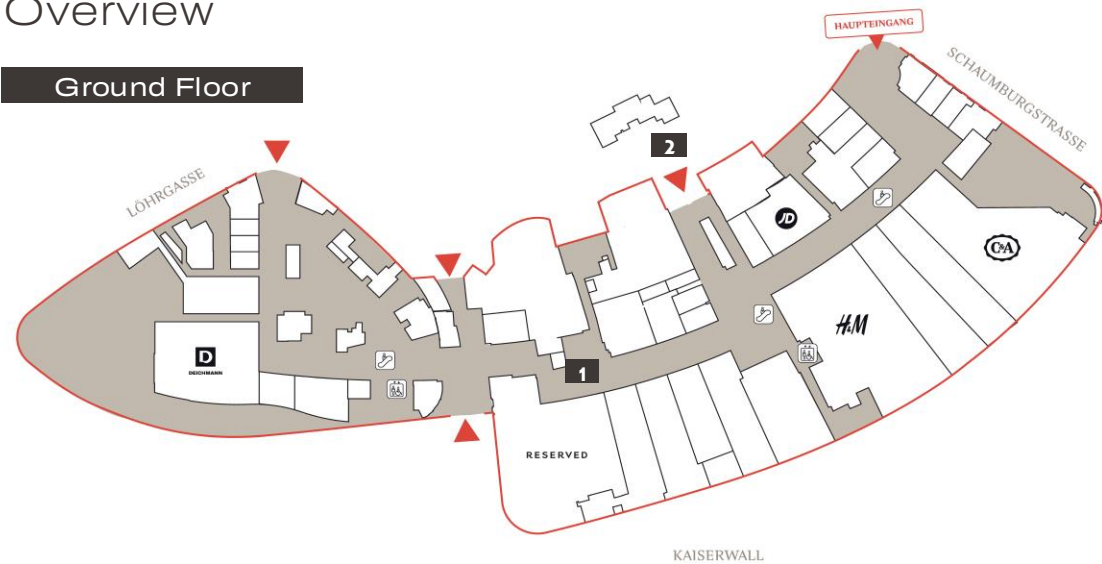 Overview
HAUPTEINGANG
Ground Floor
SCHAUMBURGSTRASSE
2
LÖHRGASSE
JD
C&A
H&M
D
DEICHMANN
1
RESERVED
KAISERWALL